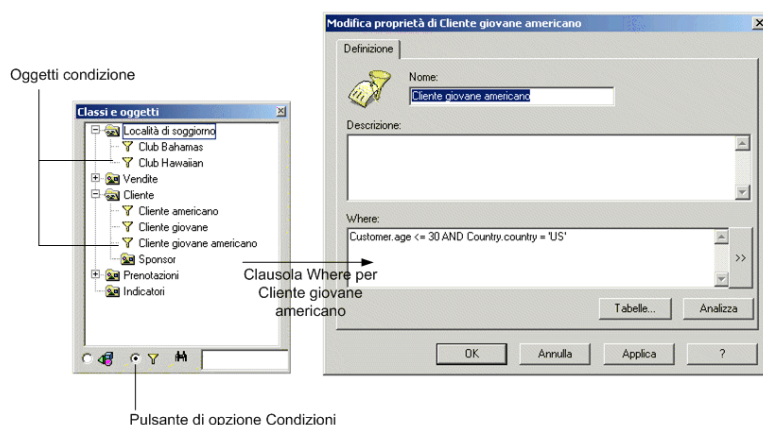 Modifica proprietà di Cliente giovane americano
Definizione
Nome:
Cliente giovane americano
Descrizione:
Where:
Customer.age <= 30 AND Country.country = 'US'
>>
Tabelle...
Analizza
OK
Annulla
Applica
?
Oggetti condizione
Classi e oggetti
Località di soggiorno
Club Bahamas
Club Hawaiian
Vendite
Cliente
Cliente americano
Cliente giovane
Cliente giovane americano
Sponsor
Prenotazioni
Indicatori
Clausola Where per
Cliente giovane
americano
Pulsante di opzione Condizioni